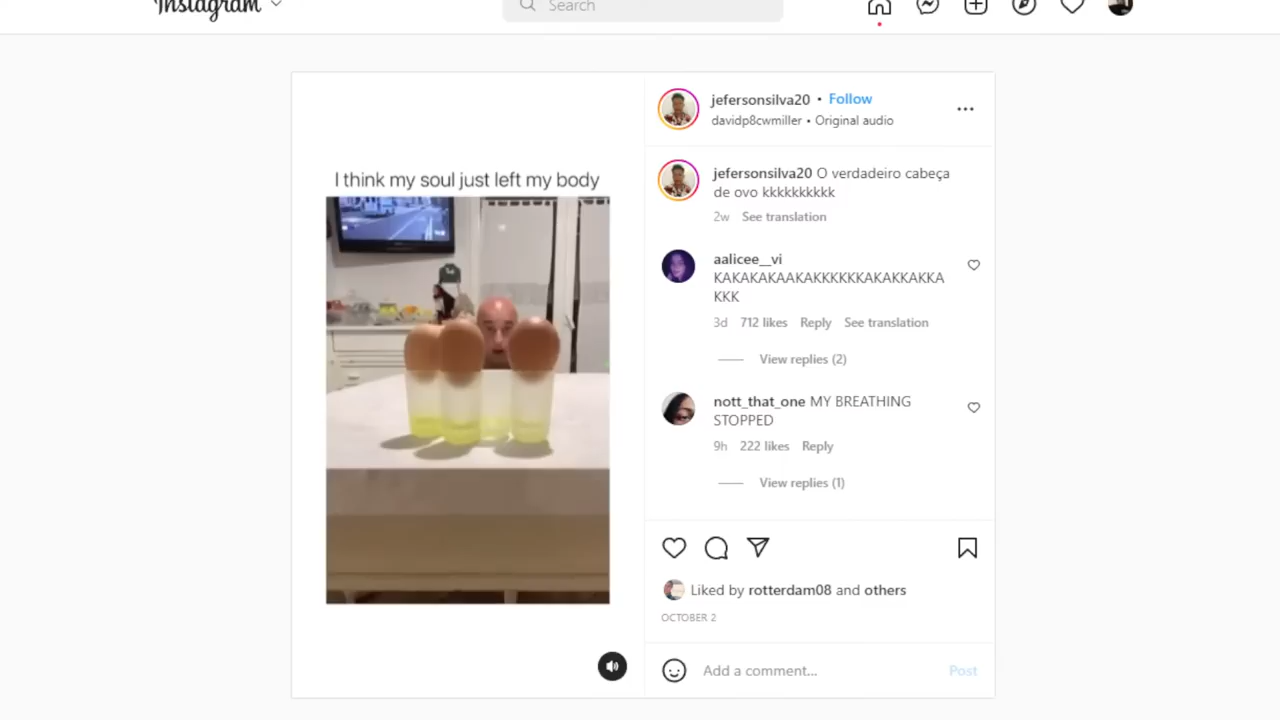 Instagram
Search
I think my soul just left my body
jefersonsilva20 • Follow
davidp8cwmiller • Original audio
jefersonsilva20 O verdadeiro cabeça
de ovo kkkkkkkkkk
2w See translation
aalicee__vi
KAKAKAKAAKAKKKKKKAKAKKAKKA
KKK
3d 712 likes Reply See translation
View replies (2)
nott_that_one MY BREATHING
STOPPED
9h 222 likes Reply
View replies (1)
Liked by rotterdam08 and others
OCTOBER 2
Add a comment... Post